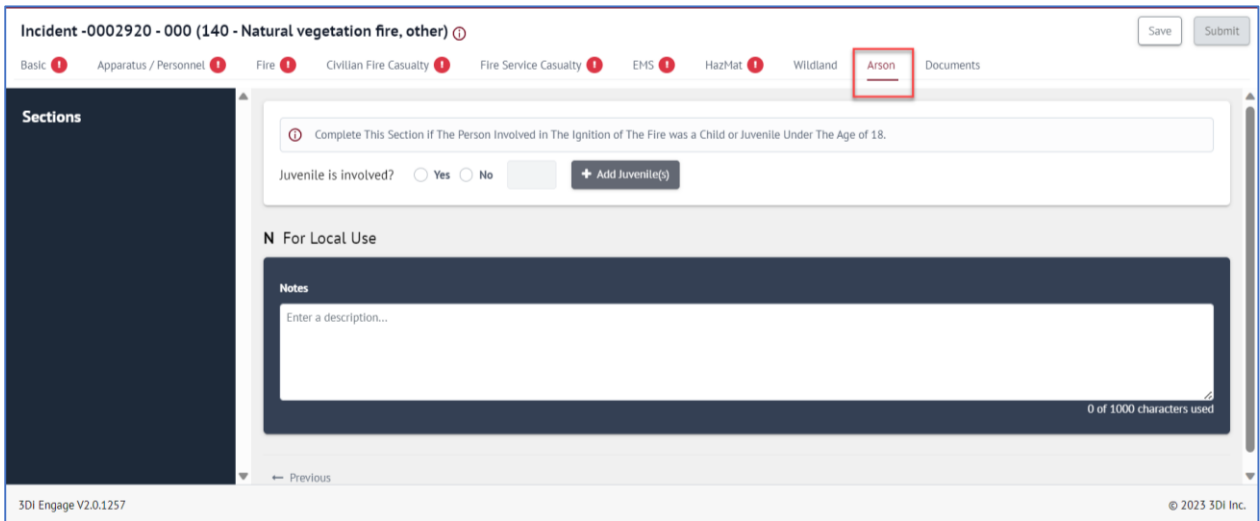 Incident -0002920 - 000 (140 - Natural vegetation fire, other)
Save
Submit
Basic
Apparatus / Personnel
Fire
Civilian Fire Casualty
Fire Service Casualty
EMS
HazMat
Wildland
Arson
Documents
Sections
Complete This Section if The Person Involved in The Ignition of The Fire was a Child or Juvenile Under The Age of 18.
Juvenile is involved? Yes No + Add Juvenile(s)
N For Local Use
Notes
Enter a description...
0 of 1000 characters used
← Previous
3Di Engage V2.0.1257
© 2023 3Di Inc.